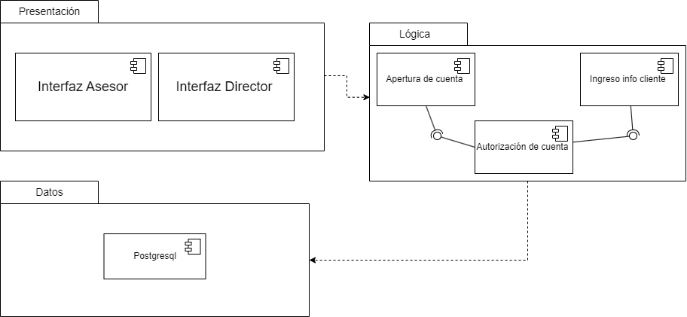 Presentación
Interfaz Asesor
Interfaz Director
Lógica
Apertura de cuenta
Ingreso info cliente
Autorización de cuenta
Datos
Postgresql